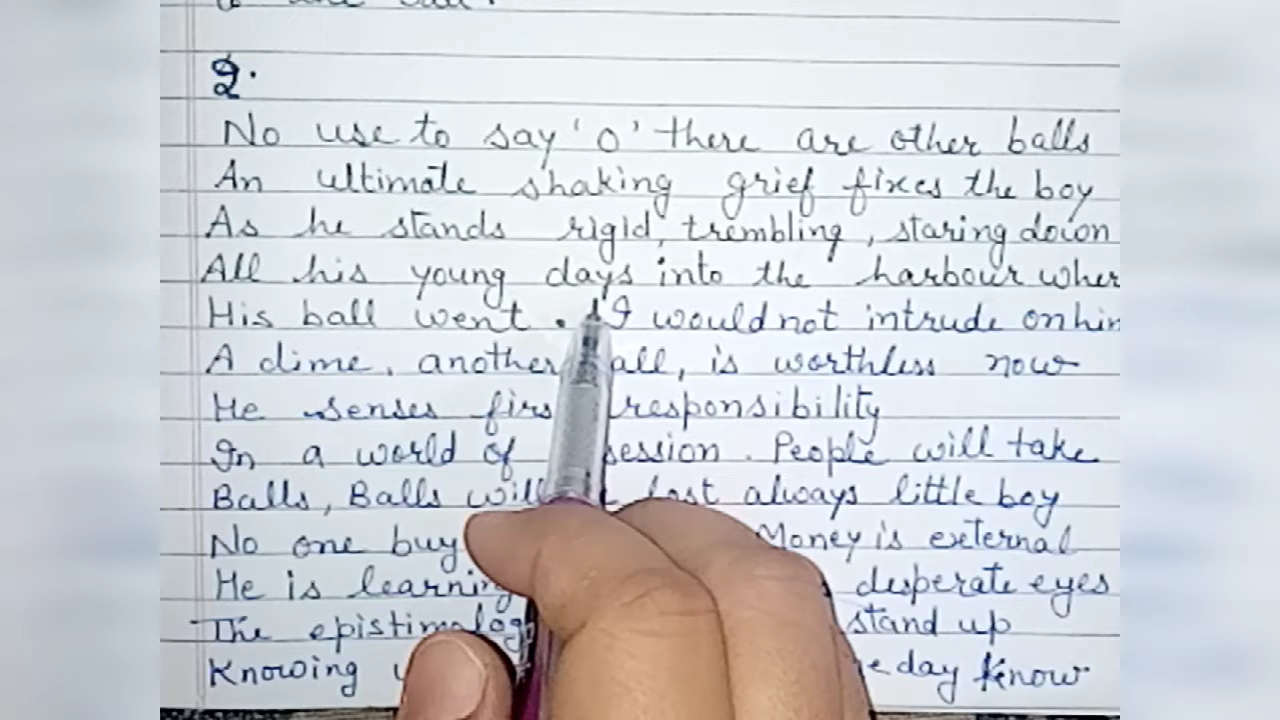 2.
No use to say 'O' there are other balls
An ultimate shaking grief fixes the boy
As he stands rigid, trembling, staring down
All his young days into the harbour wher
His ball went. I would not intrude on him
A dime, another all, is worthless now
He senses firs responsibility
In a world of session. People will take
Balls, Balls will lost always little boy
No one buy Money is external
He is learning desperate eyes
The epistimolog stand up
Knowing day know